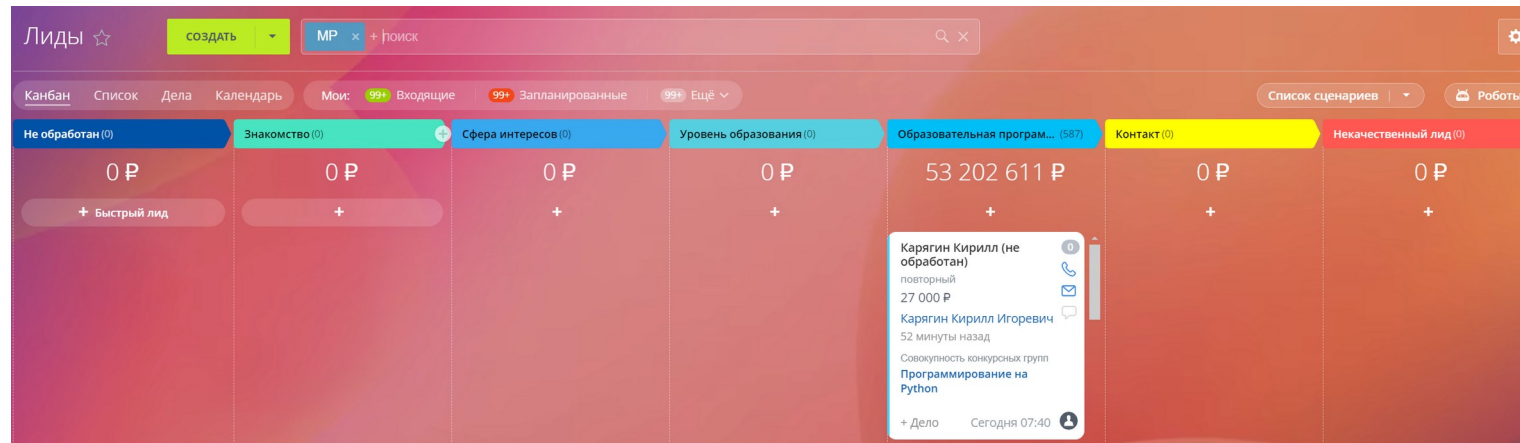 Лиды
СОЗДАТЬ
МР × + поиск
Канбан Список Дела Календарь Мои: 99+ Входящие 99+ Запланированные 99+ Ещё Список сценариев Роботы
Не обработан (0) Знакомство (0) Сфера интересов (0) Уровень образования (0) Образовательная програм... (587) Контакт (0) Некачественный лид (0)
0 ₽ 0 ₽ 0 ₽ 0 ₽ 53 202 611 ₽ 0 ₽ 0 ₽
+ Быстрый лид + + + + + +
Карягин Кирилл (не 0
обработан)
повторный
27 000 ₽
Карягин Кирилл Игоревич
52 минуты назад
Совокупность конкурсных групп
Программирование на
Python
+ Дело Сегодня 07:40